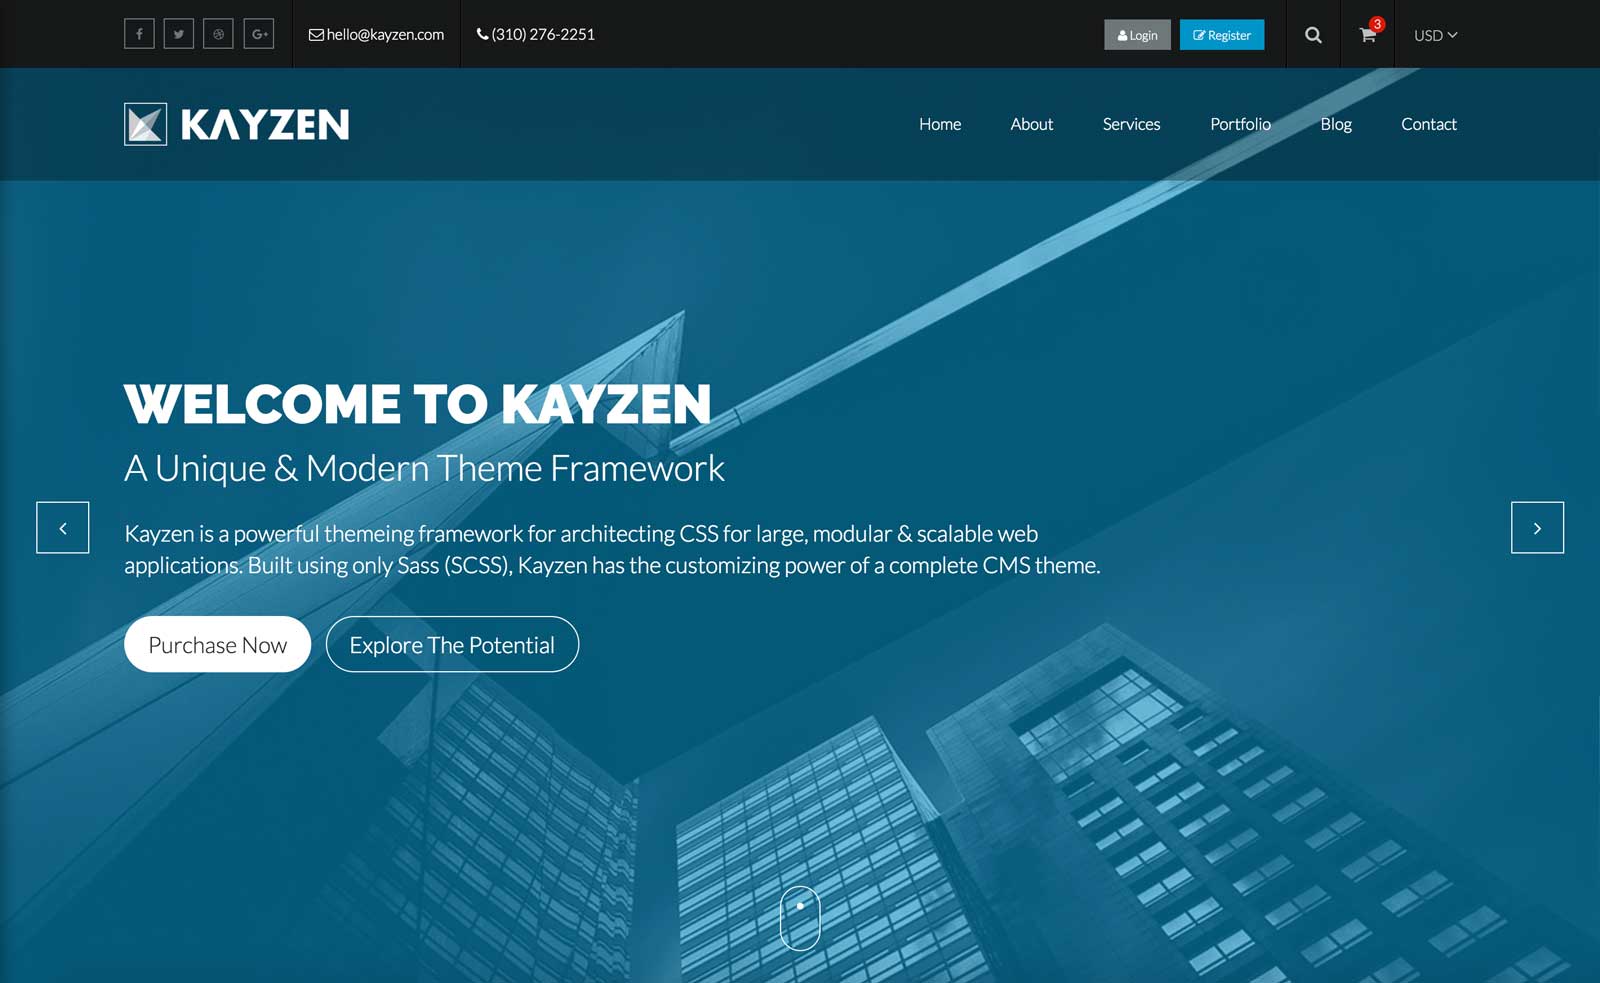 hello@kayzen.com
(310) 276-2251
Login
Register
3
USD
KAYZEN
Home
About
Services
Portfolio
Blog
Contact
WELCOME TO KAYZEN
A Unique & Modern Theme Framework
Kayzen is a powerful themeing framework for architecting CSS for large, modular & scalable web
applications. Built using only Sass (SCSS), Kayzen has the customizing power of a complete CMS theme.
Purchase Now
Explore The Potential